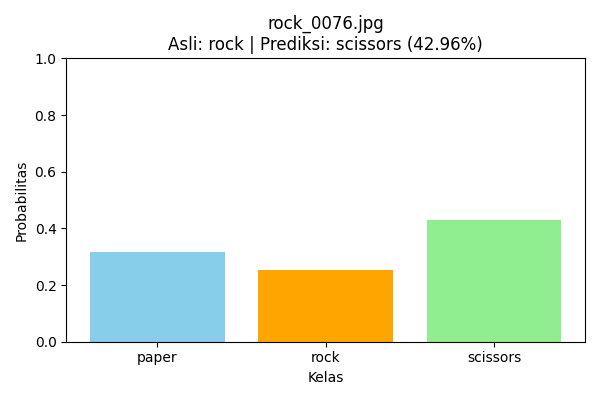 rock_0076.jpg
Asli: rock | Prediksi: scissors (42.96%)
1.0
0.8
0.6
0.4
0.2
0.0
Probabilitas
paper rock scissors
Kelas